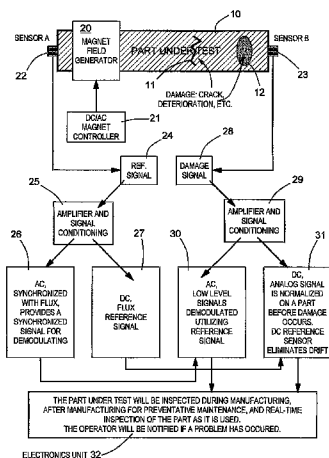 10
SENSOR A
20
MAGNET
FIELD
GENERATOR
PART UNDER TEST
SENSOR B
22
23
11
DAMAGE: CRACK,
DETERIORATION, ETC.
12
DC/AC
MAGNET
CONTROLLER
21
24
28
REF.
SIGNAL
DAMAGE
SIGNAL
25
29
AMPLIFIER AND
SIGNAL
CONDITIONING
AMPLIFIER AND
SIGNAL
CONDITIONING
26
27
30
31
AC,
SYNCHRONIZED
WITH FLUX,
PROVIDES A
SYNCHRONIZED
SIGNAL FOR
DEMODULATING
DC,
FLUX
REFERENCE
SIGNAL
AC,
LOW LEVEL
SIGNALS
DEMODULATED
UTILIZING
REFERENCE
SIGNAL
DC,
ANALOG SIGNAL
IS NORMALIZED
ON A PART
BEFORE DAMAGE
OCCURS.
DC REFERENCE
SENSOR
ELIMINATES DRIFT
THE PART UNDER TEST WILL BE INSPECTED DURING MANUFACTURING,
AFTER MANUFACTURING FOR PREVENTATIVE MAINTENANCE, AND REAL-TIME
INSPECTION OF THE PART AS IT IS USED.
THE OPERATOR WILL BE NOTIFIED IF A PROBLEM HAS OCCURED.
ELECTRONICS UNIT 32